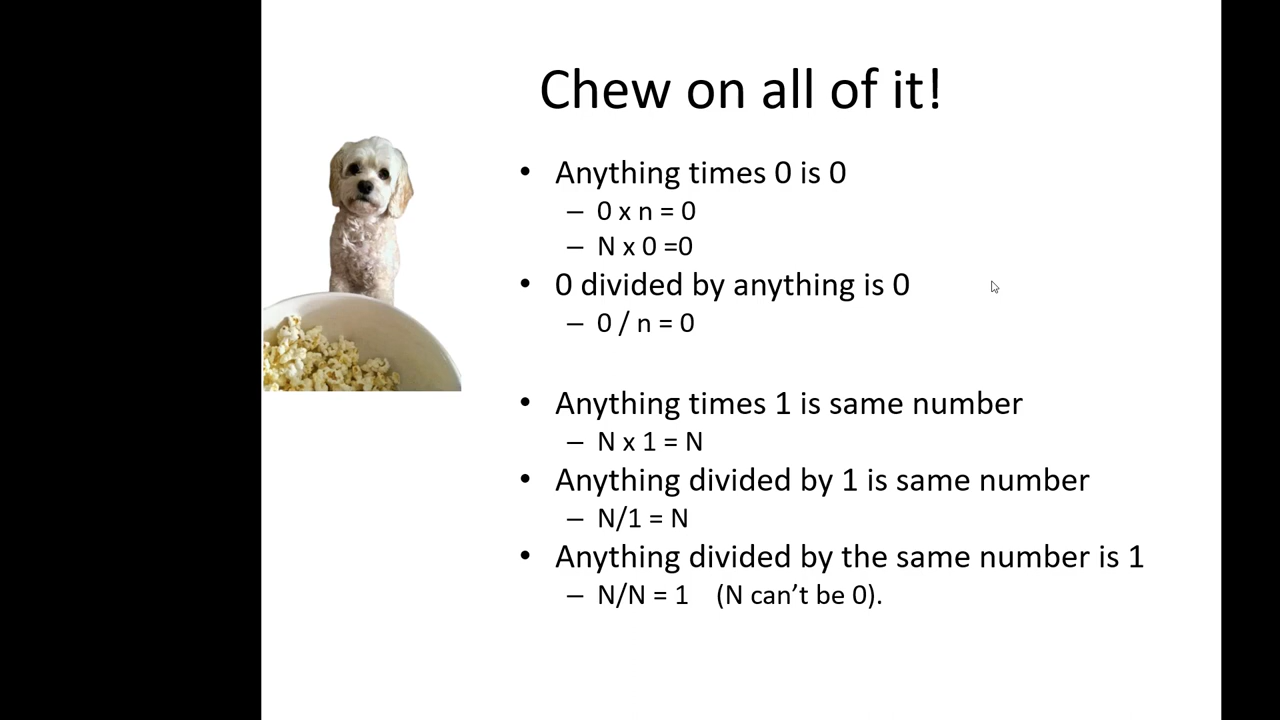 Chew on all of it!
• Anything times 0 is 0
– 0 x n = 0
– N x 0 =0
• 0 divided by anything is 0
– 0 / n = 0
• Anything times 1 is same number
– N x 1 = N
• Anything divided by 1 is same number
– N/1 = N
• Anything divided by the same number is 1
– N/N = 1 (N can’t be 0).